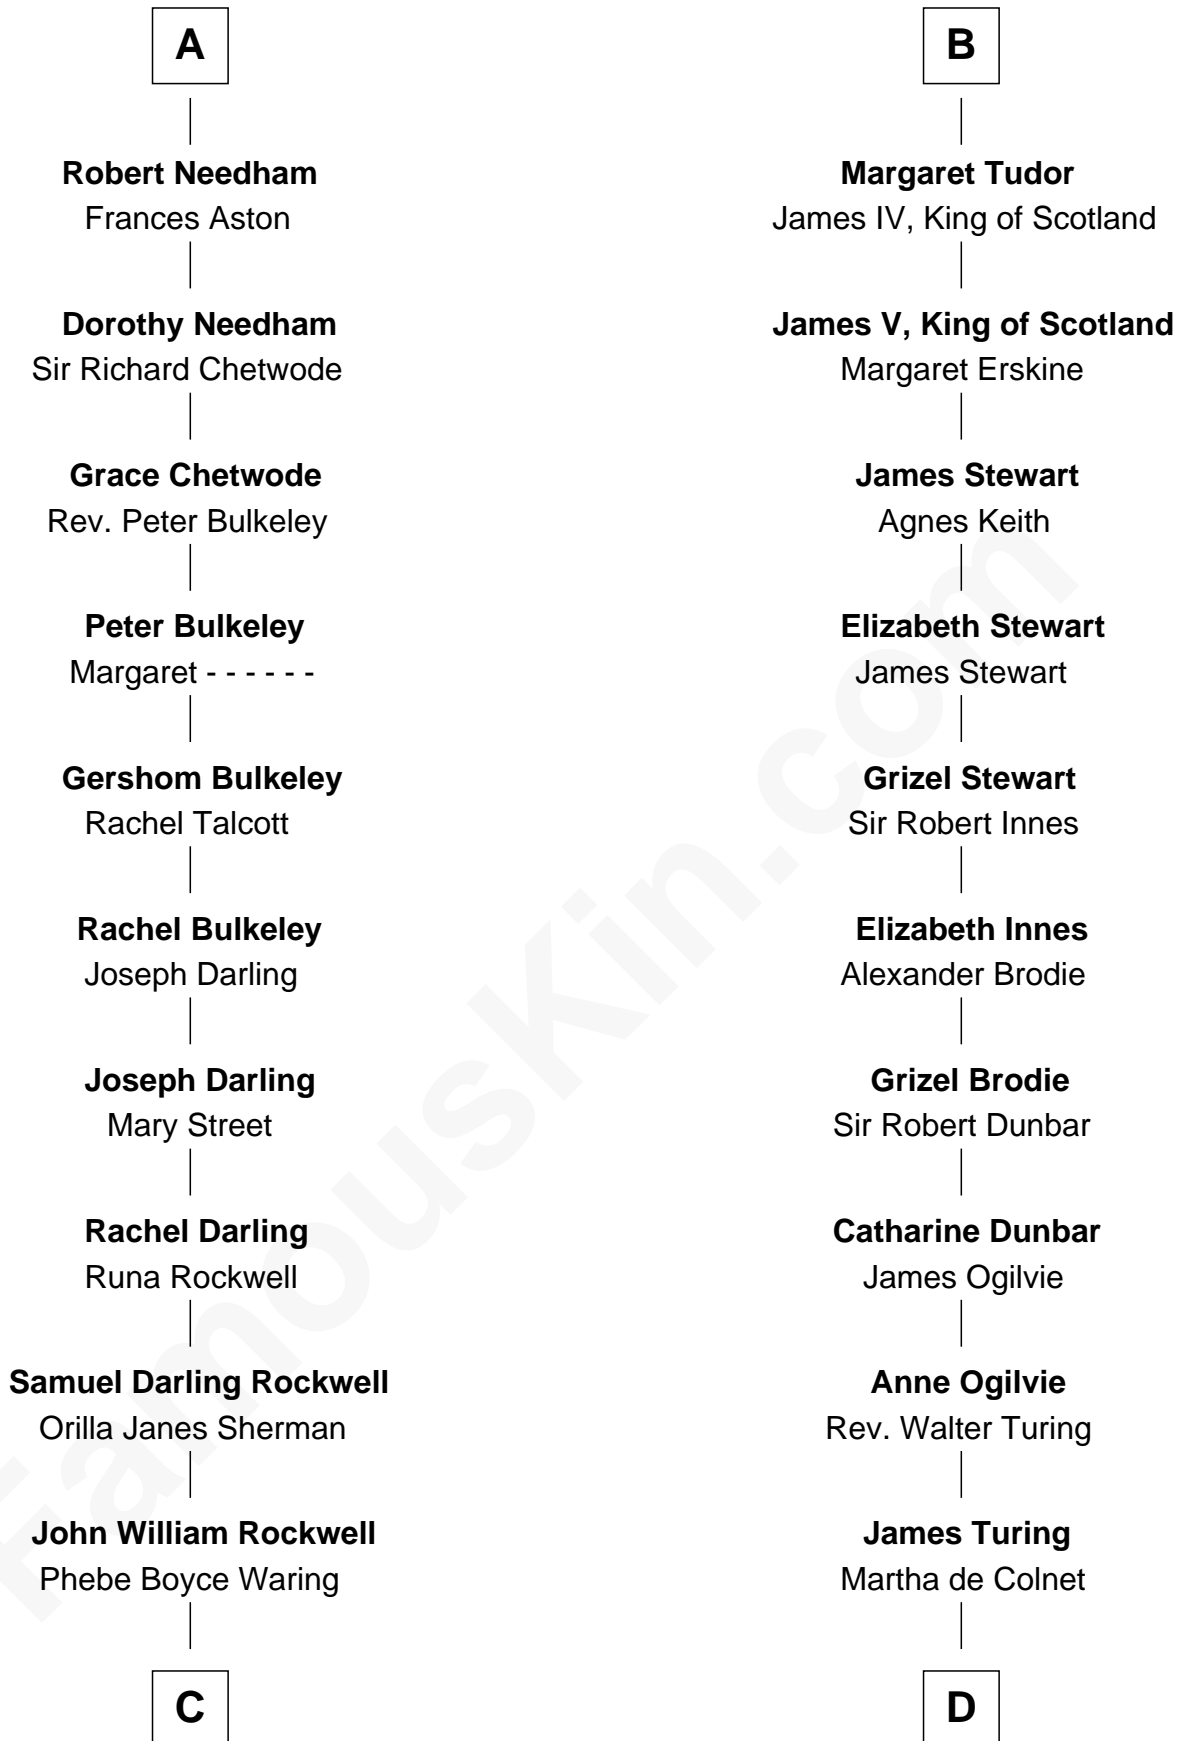 A
Robert Needham
Frances Aston
Dorothy Needham
Sir Richard Chetwode
Grace Chetwode
Rev. Peter Bulkeley
Peter Bulkeley
Margaret - - - - - -
Gershom Bulkeley
Rachel Talcott
Rachel Bulkeley
Joseph Darling
Joseph Darling
Mary Street
Rachel Darling
Runa Rockwell
Samuel Darling Rockwell
Orilla Janes Sherman
John William Rockwell
Phebe Boyce Waring
C
B
Margaret Tudor
James IV, King of Scotland
James V, King of Scotland
Margaret Erskine
James Stewart
Agnes Keith
Elizabeth Stewart
James Stewart
Grizel Stewart
Sir Robert Innes
Elizabeth Innes
Alexander Brodie
Grizel Brodie
Sir Robert Dunbar
Catharine Dunbar
James Ogilvie
Anne Ogilvie
Rev. Walter Turing
James Turing
Martha de Colnet
D
FamousKin.com